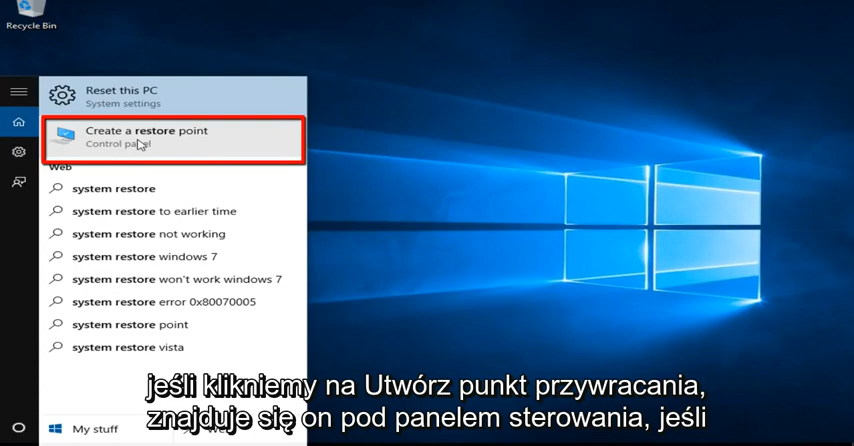 Recycle Bin
Reset this PC
System settings
Create a restore point
Control panel
Web
system restore
system restore to earlier time
system restore not working
system restore windows 7
system restore won't work windows 7
system restore error 0x80070005
system restore point
system restore vista
jeśli klikniemy na Utwórz punkt przywracania,
znajduje się on pod panelem sterowania, jeśli
My stuff